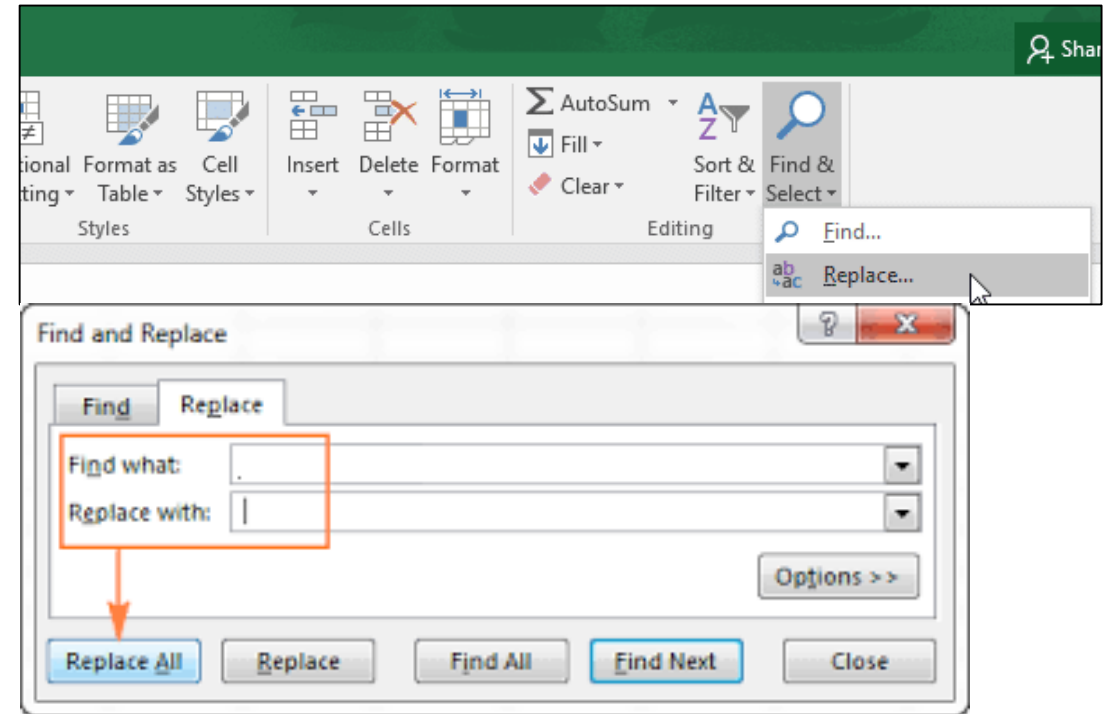 Shar
AutoSum
Fill
Clear
tional Format as Cell Insert Delete Format Sort & Find &
ting Table Styles Filter Select
Styles Cells Editing
Find...
Replace...
Find and Replace
Find Replace
Find what: .
Replace with:
Options >>
Replace All Replace Find All Find Next Close